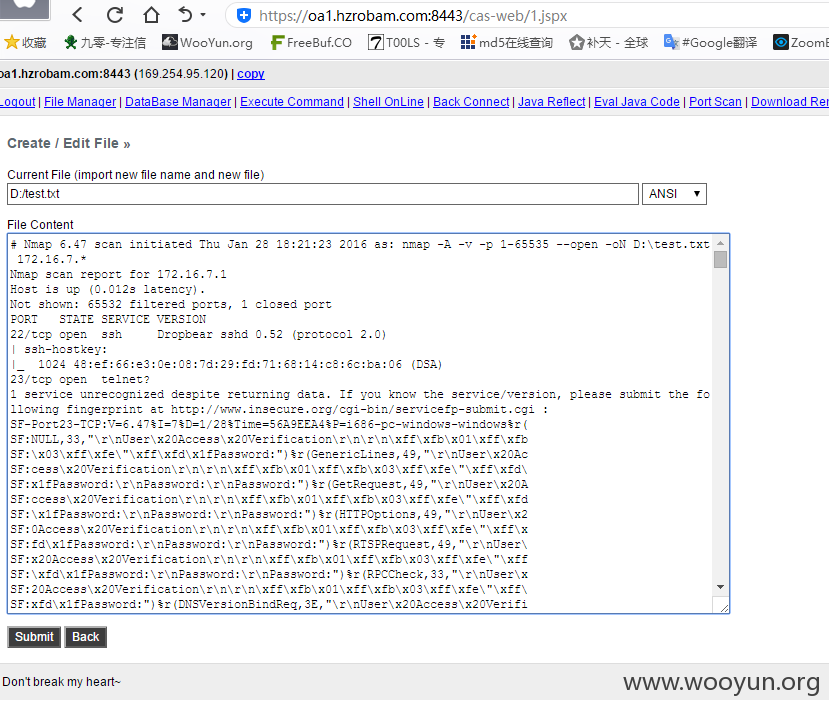 https://oa1.hzrobam.com:8443/cas-web/1.jspx
收藏 九零-专注信 WooYun.org FreeBuf.CO T00LS - 专 md5在线查询 补天 - 全球 #Google翻译 ZoomE
oa1.hzrobam.com:8443 (169.254.95.120) | copy
Logout | File Manager | DataBase Manager | Execute Command | Shell OnLine | Back Connect | Java Reflect | Eval Java Code | Port Scan | Download Rem
Create / Edit File »
Current File (import new file name and new file)
D:/test.txt ANSI
File Content
# Nmap 6.47 scan initiated Thu Jan 28 18:21:23 2016 as: nmap -A -v -p 1-65535 --open -oN D:\test.txt
172.16.7.*
Nmap scan report for 172.16.7.1
Host is up (0.012s latency).
Not shown: 65532 filtered ports, 1 closed port
PORT STATE SERVICE VERSION
22/tcp open ssh Dropbear sshd 0.52 (protocol 2.0)
| ssh-hostkey:
|_ 1024 48:ef:66:e3:0e:08:7d:29:fd:71:68:14:c8:6c:ba:06 (DSA)
23/tcp open telnet?
1 service unrecognized despite returning data. If you know the service/version, please submit the fo
llowing fingerprint at http://www.insecure.org/cgi-bin/servicefp-submit.cgi :
SF-Port23-TCP:V=6.47%I=7%D=1/28%Time=56A9EEA4%P=i686-pc-windows-windows%r(
SF:NULL,33,"\r\nUser\x20Access\x20Verification\r\n\r\n\xff\xfb\x01\xff\xfb
SF:\x03\xff\xfe\"\xff\xfd\x1fPassword:")%r(GenericLines,49,"\r\nUser\x20Ac
SF:cess\x20Verification\r\n\r\n\xff\xfb\x01\xff\xfb\x03\xff\xfe\"\xff\xfd\
SF:x1fPassword:\r\nPassword:\r\nPassword:")%r(GetRequest,49,"\r\nUser\x20A
SF:ccess\x20Verification\r\n\r\n\xff\xfb\x01\xff\xfb\x03\xff\xfe\"\xff\xfd
SF:\x1fPassword:\r\nPassword:\r\nPassword:")%r(HTTPOptions,49,"\r\nUser\x2
SF:0Access\x20Verification\r\n\r\n\xff\xfb\x01\xff\xfb\x03\xff\xfe\"\xff\x
SF:fd\x1fPassword:\r\nPassword:\r\nPassword:")%r(RTSPRequest,49,"\r\nUser\
SF:x20Access\x20Verification\r\n\r\n\xff\xfb\x01\xff\xfb\x03\xff\xfe\"\xff
SF:\xfd\x1fPassword:\r\nPassword:\r\nPassword:")%r(RPCCheck,33,"\r\nUser\x
SF:20Access\x20Verification\r\n\r\n\xff\xfb\x01\xff\xfb\x03\xff\xfe\"\xff\
SF:xfd\x1fPassword:")%r(DNSVersionBindReq,3E,"\r\nUser\x20Access\x20Verifi
Submit Back
Don't break my heart~
www.wooyun.org